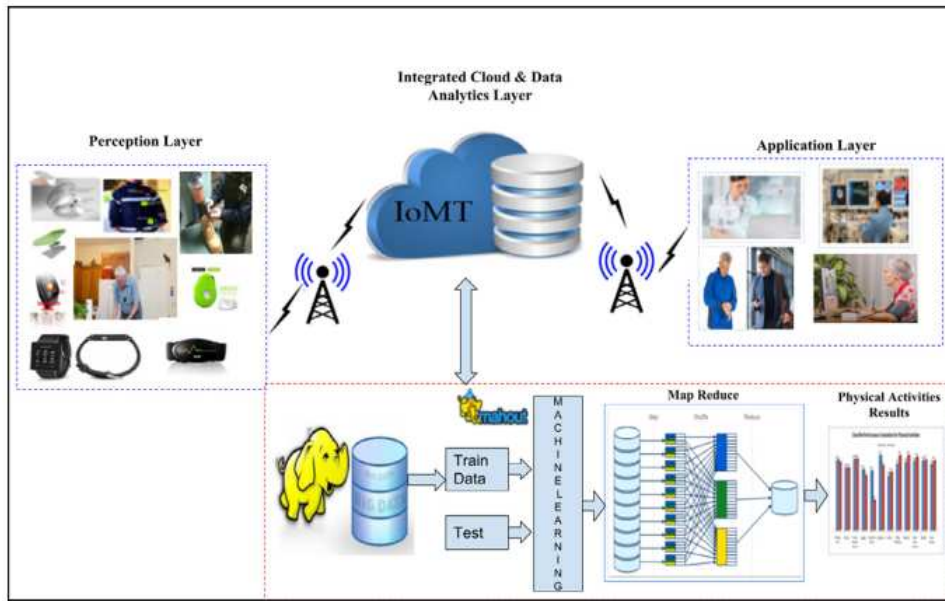 Integrated Cloud & Data
Analytics Layer
Perception Layer
Application Layer
IoMT
mahout
MACHINELEARNING
Map Reduce
Physical Activities
Results
Train
Data
Test